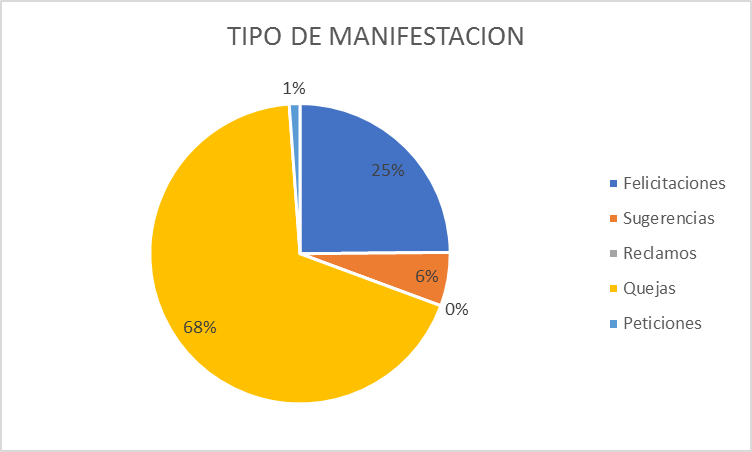 TIPO DE MANIFESTACION
1%
25%
6%
0%
68%
Felicitaciones
Sugerencias
Reclamos
Quejas
Peticiones